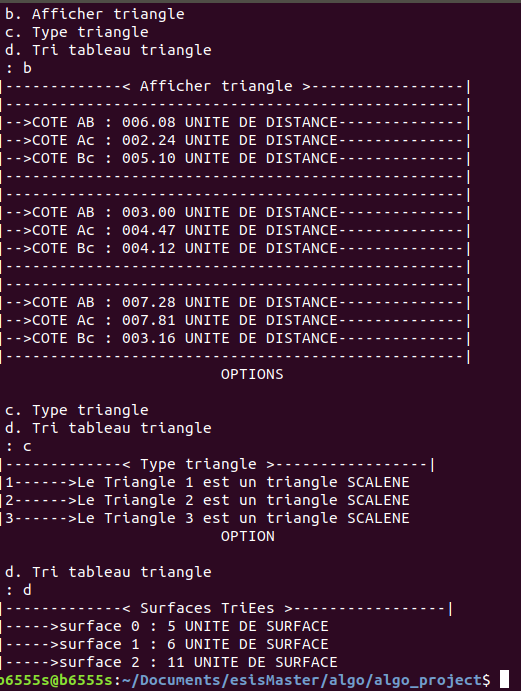 b. Afficher triangle
c. Type triangle
d. Tri tableau triangle
: b
|-------------< Afficher triangle >-----------------|
|---------------------------------------------------|
|-->COTE AB : 006.08 UNITE DE DISTANCE--------------|
|-->COTE Ac : 002.24 UNITE DE DISTANCE--------------|
|-->COTE Bc : 005.10 UNITE DE DISTANCE--------------|
|---------------------------------------------------|
|---------------------------------------------------|
|-->COTE AB : 003.00 UNITE DE DISTANCE--------------|
|-->COTE Ac : 004.47 UNITE DE DISTANCE--------------|
|-->COTE Bc : 004.12 UNITE DE DISTANCE--------------|
|---------------------------------------------------|
|---------------------------------------------------|
|-->COTE AB : 007.28 UNITE DE DISTANCE--------------|
|-->COTE Ac : 007.81 UNITE DE DISTANCE--------------|
|-->COTE Bc : 003.16 UNITE DE DISTANCE--------------|
|---------------------------------------------------|
OPTIONS
c. Type triangle
d. Tri tableau triangle
: c
|-------------< Type triangle >-----------------|
|1------>Le Triangle 1 est un triangle SCALENE
|2------>Le Triangle 2 est un triangle SCALENE
|3------>Le Triangle 3 est un triangle SCALENE
OPTION
d. Tri tableau triangle
: d
|-------------< Surfaces TriEes >-----------------|
|----->surface 0 : 5 UNITE DE SURFACE
|----->surface 1 : 6 UNITE DE SURFACE
|----->surface 2 : 11 UNITE DE SURFACE
b6555s@b6555s:~/Documents/esisMaster/algo/algo_project$